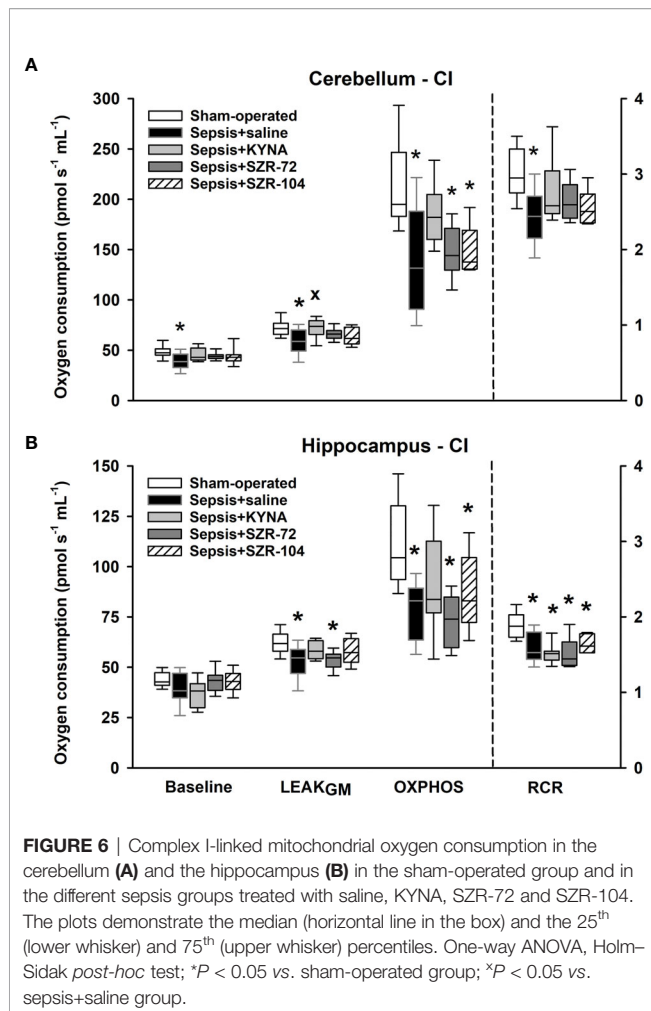 A
Cerebellum - CI
Oxygen consumption (pmol s⁻¹ mL⁻¹)
300
250
200
150
100
50
0
Sham-operated
Sepsis+saline
Sepsis+KYNA
Sepsis+SZR-72
Sepsis+SZR-104
*
*
x
*
*
*
*
4
3
2
1
0
B
Hippocampus - CI
Oxygen consumption (pmol s⁻¹ mL⁻¹)
150
125
100
75
50
25
0
Sham-operated
Sepsis+saline
Sepsis+KYNA
Sepsis+SZR-72
Sepsis+SZR-104
*
*
*
*
*
*
*
*
*
4
3
2
1
0
Baseline LEAKGM OXPHOS RCR
FIGURE 6 | Complex I-linked mitochondrial oxygen consumption in the
cerebellum (A) and the hippocampus (B) in the sham-operated group and in
the different sepsis groups treated with saline, KYNA, SZR-72 and SZR-104.
The plots demonstrate the median (horizontal line in the box) and the 25th
(lower whisker) and 75th (upper whisker) percentiles. One-way ANOVA, Holm–
Sidak post-hoc test; *P < 0.05 vs. sham-operated group; ˣP < 0.05 vs.
sepsis+saline group.